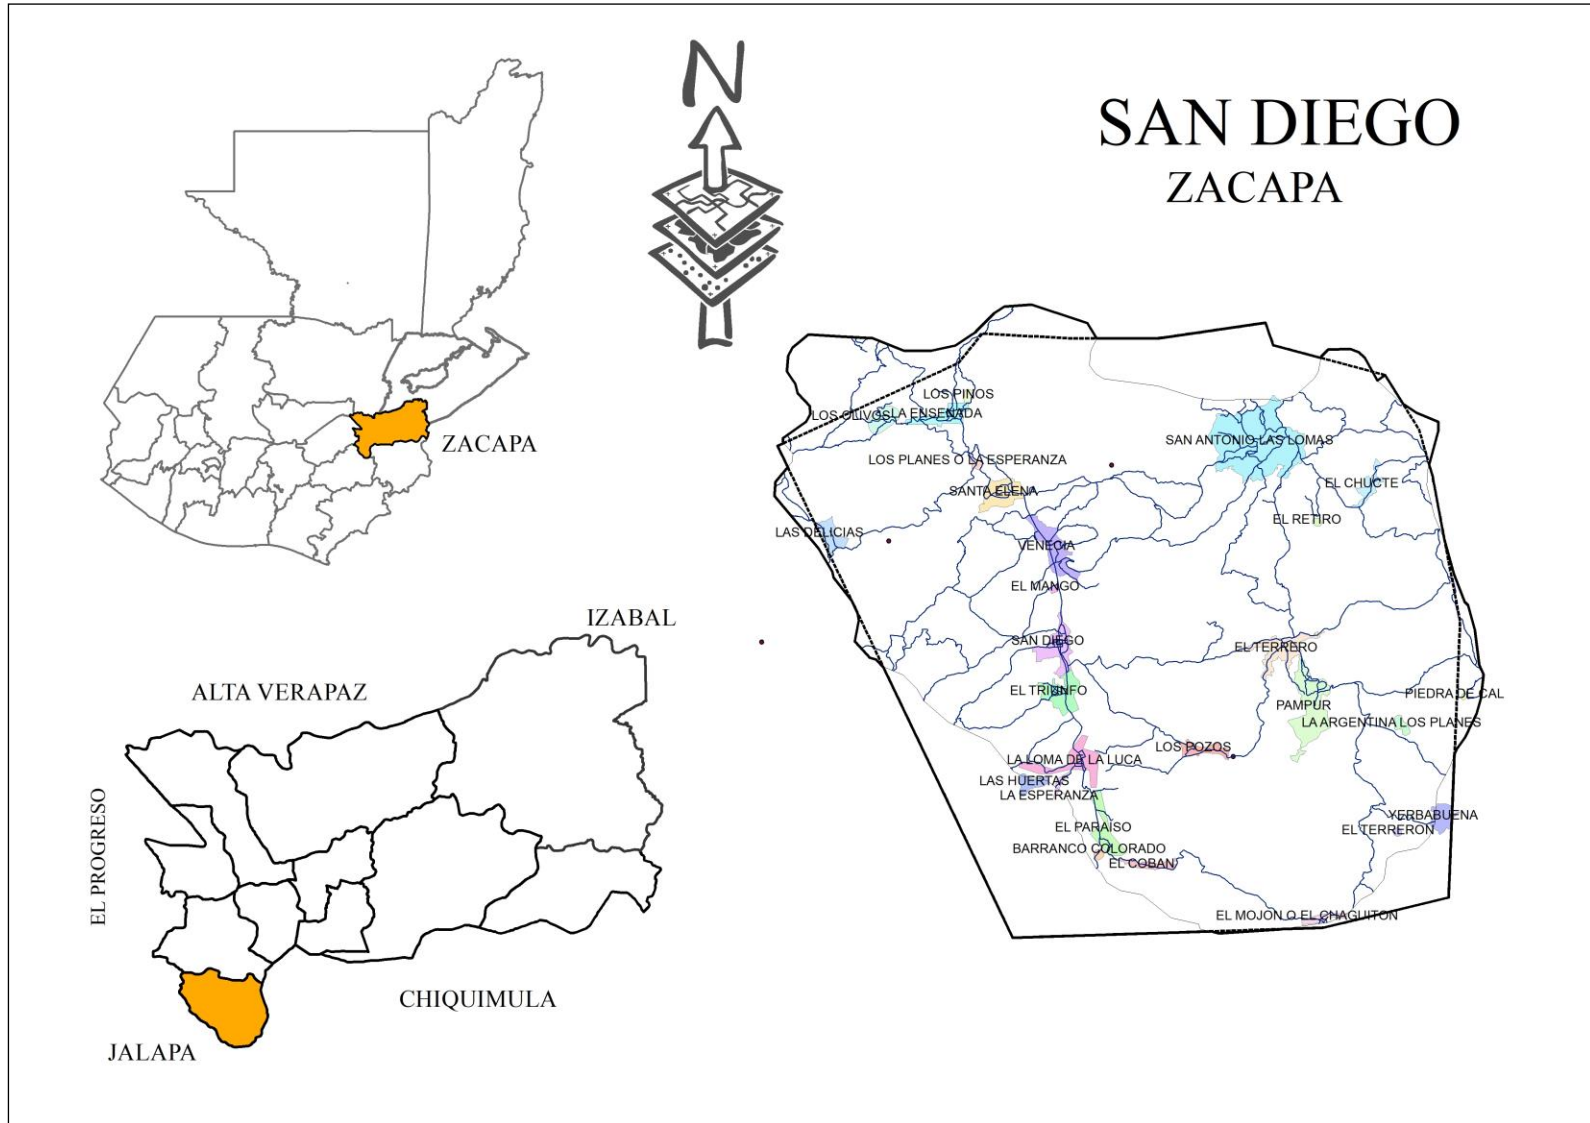 N
SAN DIEGO
ZACAPA
ZACAPA
IZABAL
ALTA VERAPAZ
EL PROGRESO
CHIQUIMULA
JALAPA
LOS PINOS
LOS OLIVOS
LA ENSENADA
SAN ANTONIO LAS LOMAS
LOS PLANES O LA ESPERANZA
EL CHUCTE
SANTA ELENA
EL RETIRO
LAS DELICIAS
VENECIA
EL MANGO
SAN DIEGO
EL TERRERO
EL TRIUNFO
PIEDRA DE CAL
PAMPUR
LA ARGENTINA LOS PLANES
LOS POZOS
LA LOMA DE LA LUCA
LAS HUERTAS
LA ESPERANZA
YERBABUENA
EL PARAÍSO
EL TERRERON
BARRANCO COLORADO
EL COBAN
EL MOJON O EL CHAGUITON